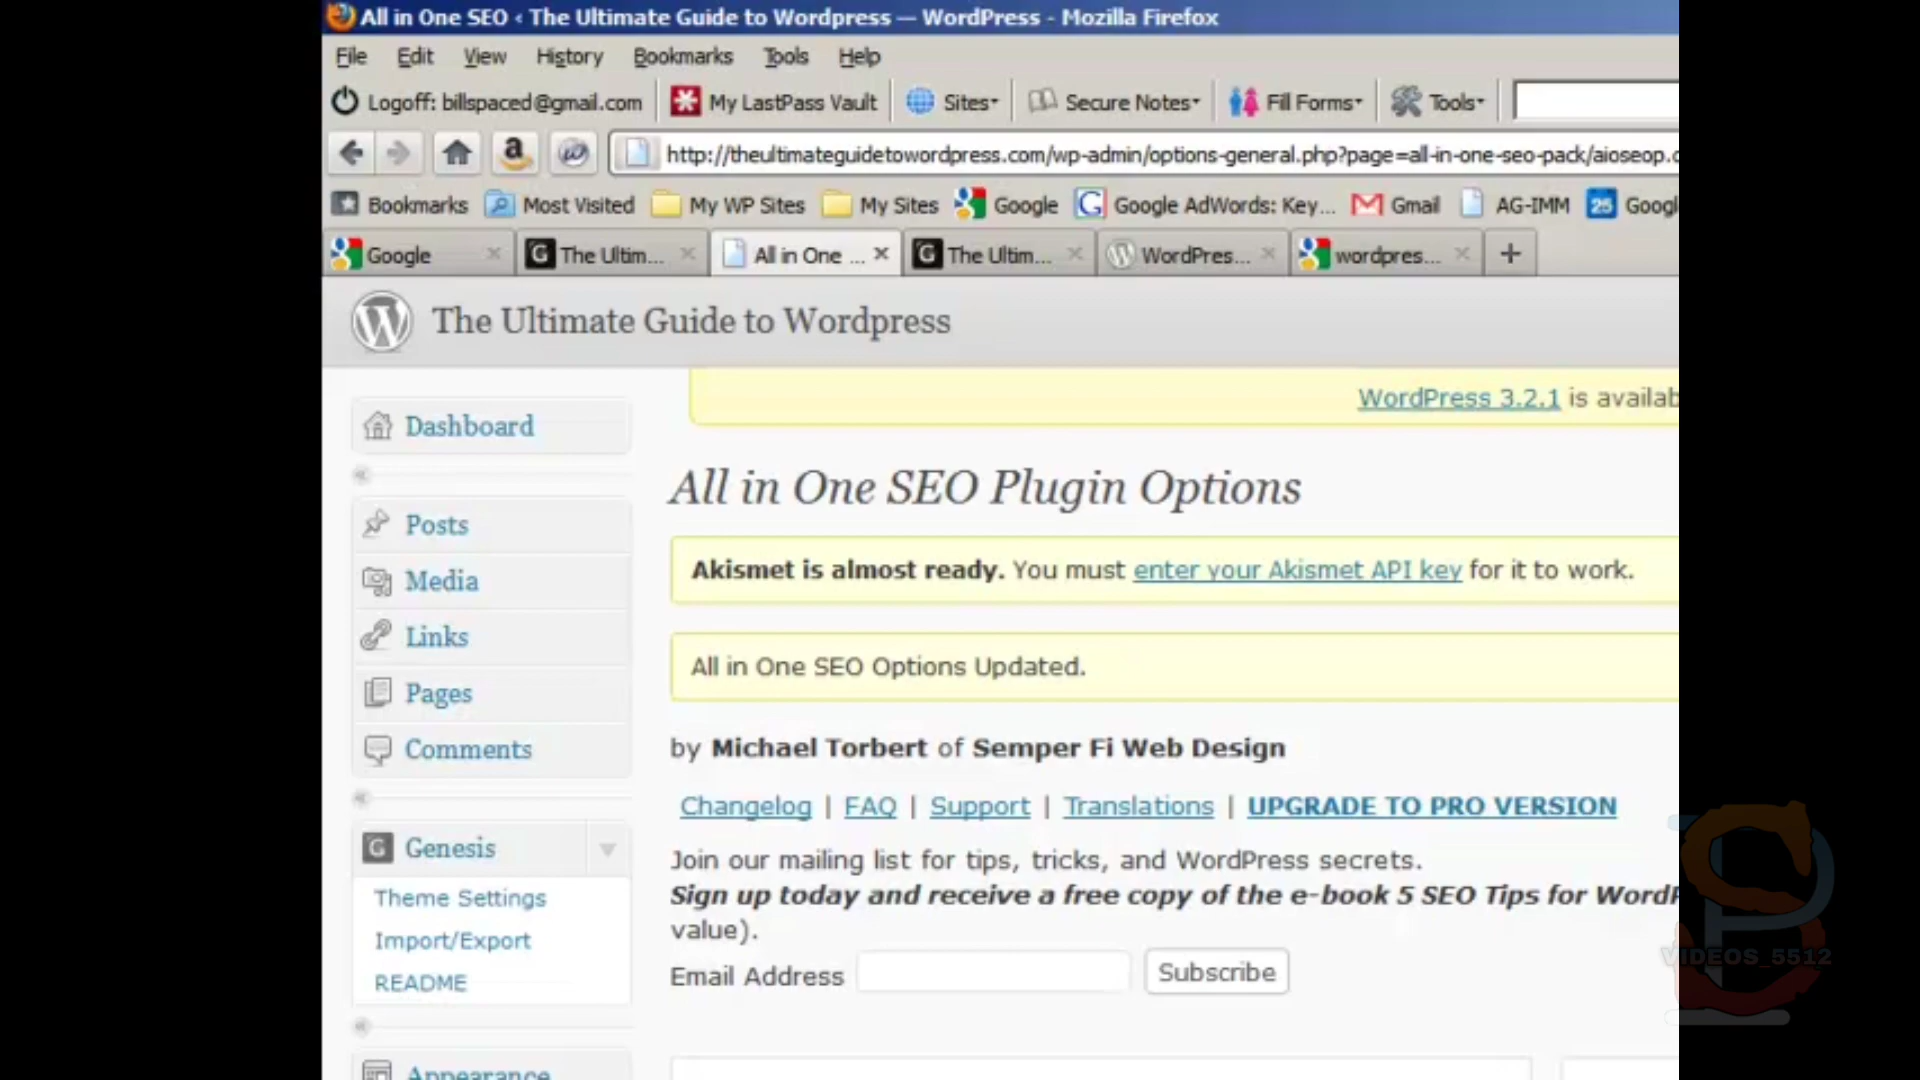 All in One SEO ‹ The Ultimate Guide to Wordpress — WordPress - Mozilla Firefox
File Edit View History Bookmarks Tools Help
Logoff: billspaced@gmail.com My LastPass Vault Sites Secure Notes Fill Forms Tools
http://theultimateguidetowordpress.com/wp-admin/options-general.php?page=all-in-one-seo-pack/aioseop.c
Bookmarks Most Visited My WP Sites My Sites Google Google AdWords: Key... Gmail AG-IMM 25 Googl
Google The Ultim... All in One ... The Ultim... WordPres... wordpres...
The Ultimate Guide to Wordpress
WordPress 3.2.1 is availab
Dashboard
All in One SEO Plugin Options
Posts
Akismet is almost ready. You must enter your Akismet API key for it to work.
Media
Links
All in One SEO Options Updated.
Pages
Comments
by Michael Torbert of Semper Fi Web Design
Changelog | FAQ | Support | Translations | UPGRADE TO PRO VERSION
Genesis
Join our mailing list for tips, tricks, and WordPress secrets.
Theme Settings
Sign up today and receive a free copy of the e-book 5 SEO Tips for WordP
Import/Export
value).
README
Email Address Subscribe
VIDEOS_5512
Appearance